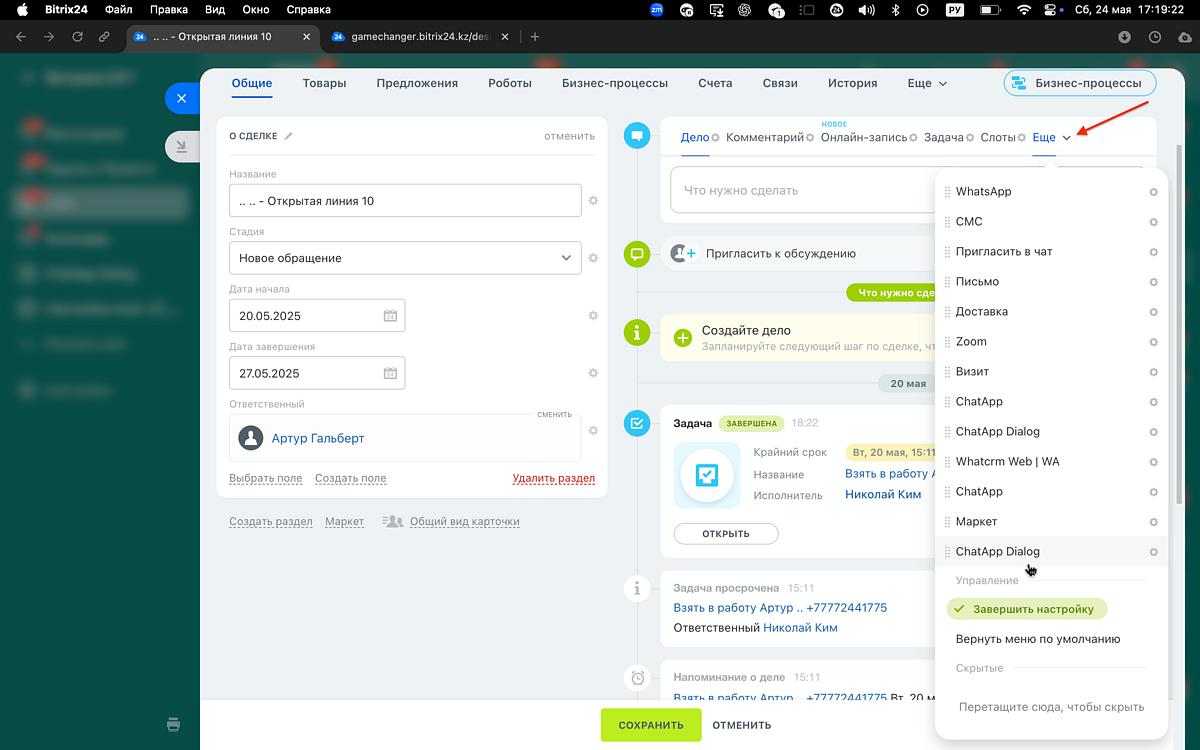 Bitrix24 Файл Правка Вид Окно Справка
zm РУ Сб, 24 мая 17:19:22
24 .. .. - Открытая линия 10
24 gamechanger.bitrix24.kz/des
Общие Товары Предложения Роботы Бизнес-процессы Счета Связи История Еще
Бизнес-процессы
О СДЕЛКЕ
отменить
Название
.. .. - Открытая линия 10
Стадия
Новое обращение
Дата начала
20.05.2025
Дата завершения
27.05.2025
Ответственный
СМЕНИТЬ
Артур Гальберт
Выбрать поле Создать поле
Удалить раздел
Создать раздел Маркет Общий вид карточки
НОВОЕ
Дело Комментарий Онлайн-запись Задача Слоты Еще
Что нужно сделать
Пригласить к обсуждению
Что нужно сде
Создайте дело
Запланируйте следующий шаг по сделке, чт
20 мая
Задача ЗАВЕРШЕНА 18:22
Крайний срок Вт, 20 мая, 15:11
Название Взять в работу А
Исполнитель Николай Ким
ОТКРЫТЬ
Задача просрочена 15:11
Взять в работу Артур .. +77772441775
Ответственный Николай Ким
Напоминание о деле 15:11
Взять в работу Артур .. +77772441775 Вт, 20 м
WhatsApp
СМС
Пригласить в чат
Письмо
Доставка
Zoom
Визит
ChatApp
ChatApp Dialog
Whatcrm Web | WA
ChatApp
Маркет
ChatApp Dialog
Управление
Завершить настройку
Вернуть меню по умолчанию
Скрытые
Перетащите сюда, чтобы скрыть
СОХРАНИТЬ ОТМЕНИТЬ